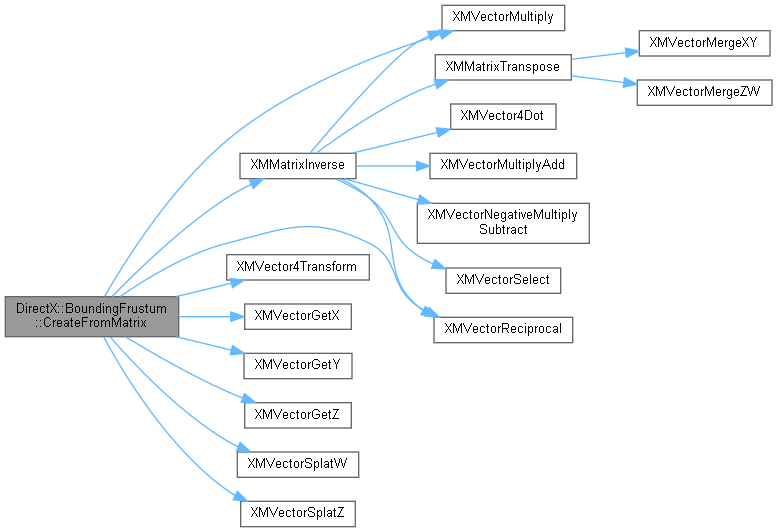 DirectX::BoundingFrustum
::CreateFromMatrix
XMMatrixInverse
XMVector4Transform
XMVectorGetX
XMVectorGetY
XMVectorGetZ
XMVectorSplatW
XMVectorSplatZ
XMVectorMultiply
XMMatrixTranspose
XMVector4Dot
XMVectorMultiplyAdd
XMVectorNegativeMultiply
Subtract
XMVectorSelect
XMVectorReciprocal
XMVectorMergeXY
XMVectorMergeZW